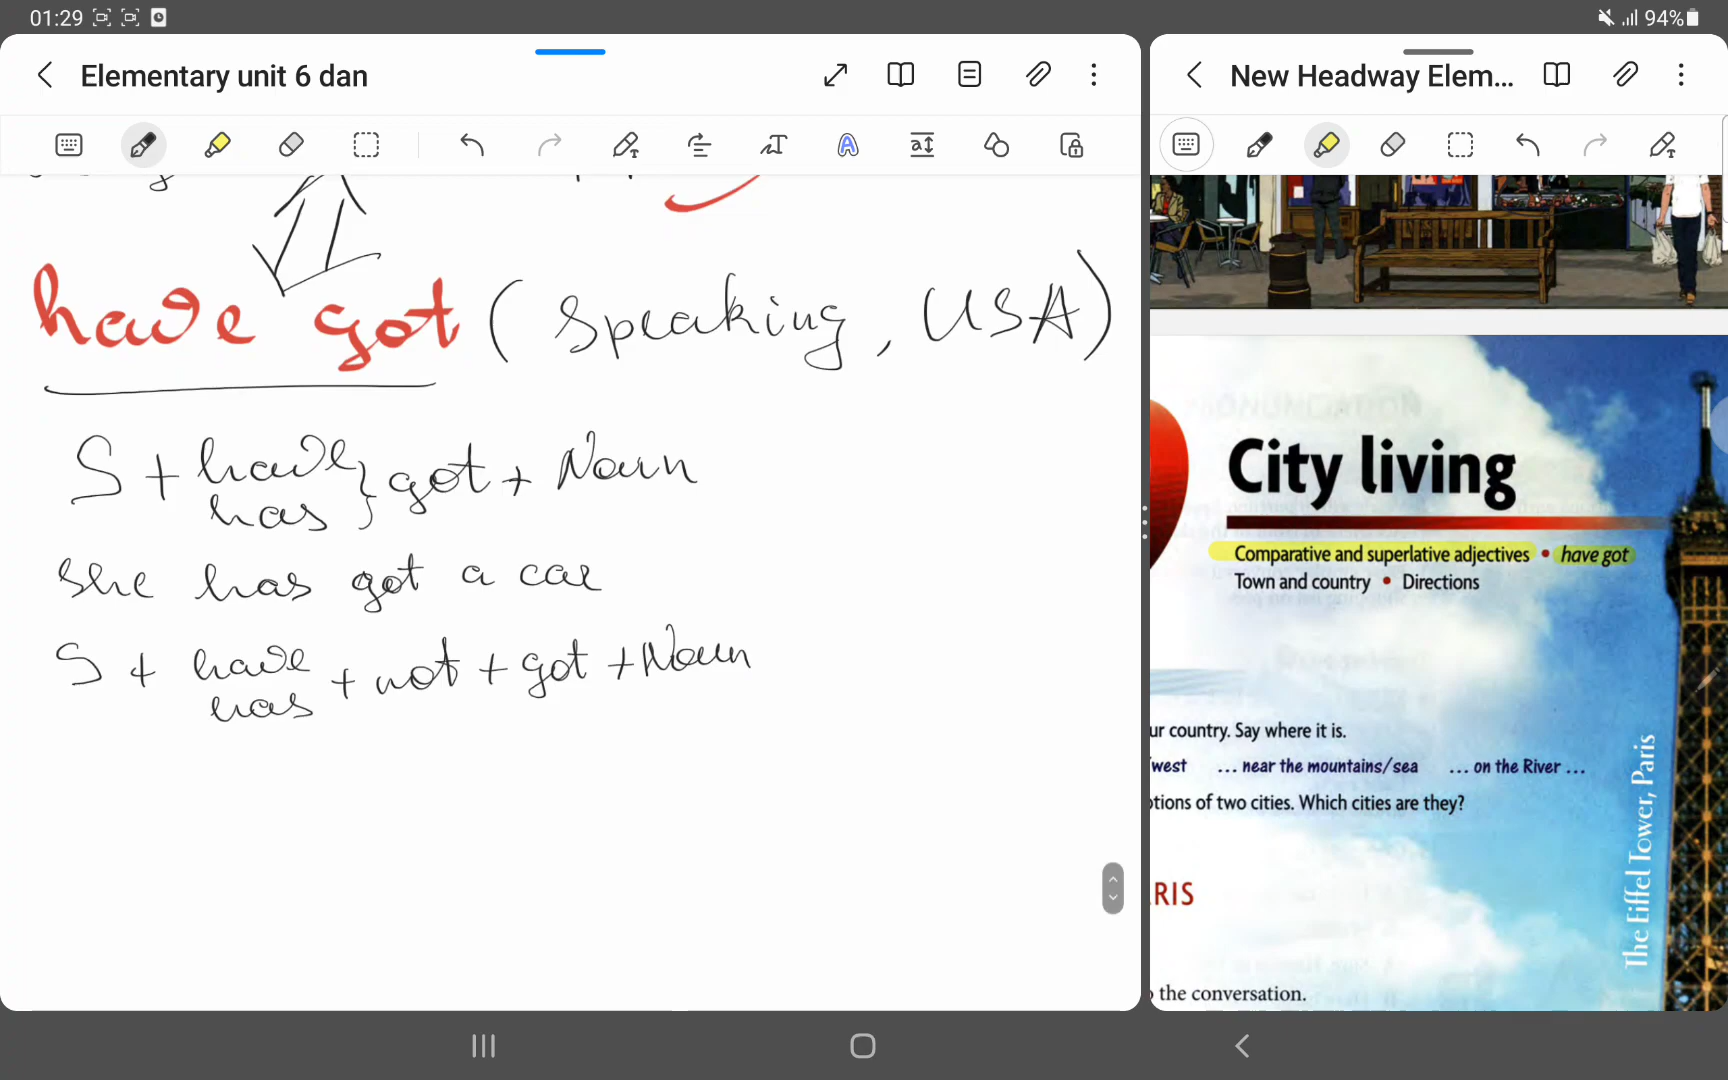 01:29
94%
Elementary unit 6 dan
have got ( Speaking, USA)
S + have } got + Noun
has
She has got a car
S + have + not + got + Noun
has
New Headway Elem...
City living
Comparative and superlative adjectives • have got
Town and country • Directions
ur country. Say where it is.
west ... near the mountains/sea ... on the River ...
otions of two cities. Which cities are they?
RIS
the conversation.
The Eiffel Tower, Paris